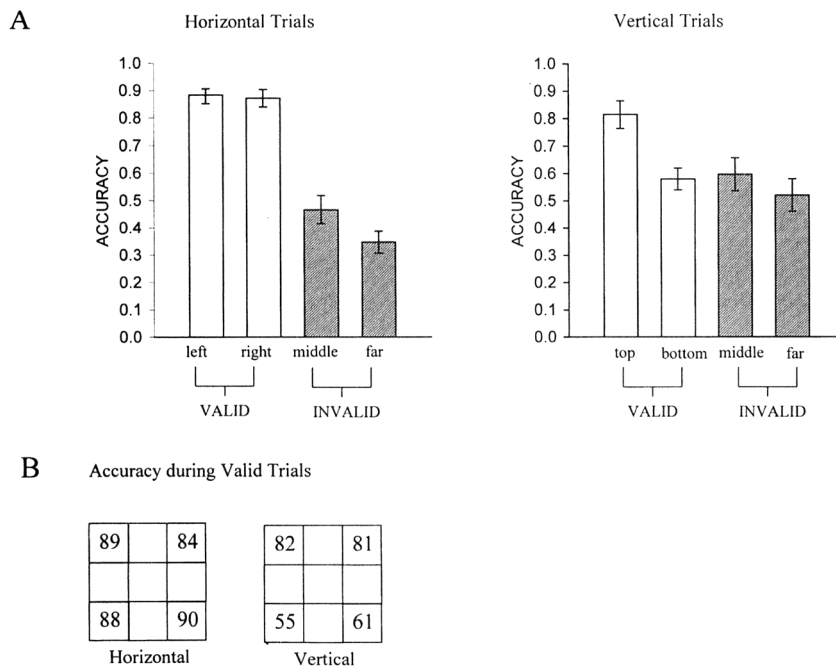 A
Horizontal Trials
Vertical Trials
ACCURACY
1.0
0.9
0.8
0.7
0.6
0.5
0.4
0.3
0.2
0.1
0.0
left right middle far
VALID INVALID
ACCURACY
1.0
0.9
0.8
0.7
0.6
0.5
0.4
0.3
0.2
0.1
0.0
top bottom middle far
VALID INVALID
B
Accuracy during Valid Trials
89 84
88 90
Horizontal
82 81
55 61
Vertical